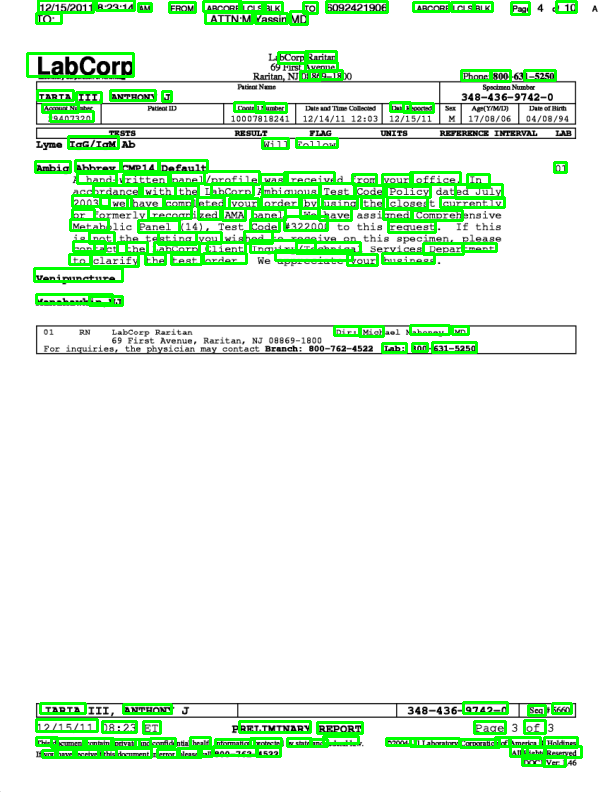 12/15/2011 8:23:14 AM FROM ABCORP LCLS BLK TO 6092421906 ABCORP LCLS BLK Page 4 of 10 A
TO: ATTN:M Yassin MD
LabCorp
LabCorp Raritan
69 First Avenue
Raritan, NJ 08869-1800 Phone: 800-631-5250
Patient Name Specimen Number
III, ANTHONY J 348-436-9742-0
Account Number Patient ID Control Number Date and Time Collected Date Reported Sex Age(Y/M/D) Date of Birth
9407320 10007818241 12/14/11 12:03 12/15/11 M 17/08/06 04/08/94
TESTS RESULT FLAG UNITS REFERENCE INTERVAL LAB
Lyme IgG/IgM Ab Will Follow
Ambig Abbrev CMP14 Default 01
A hand-written panel/profile was received from your office. In
accordance with the LabCorp Ambiguous Test Code Policy dated July
2003, we have completed your order by using the closest currently
or formerly recognized AMA panel. We have assigned Comprehensive
Metabolic Panel (14), Test Code #322000 to this request. If this
is not the testing you wished to receive on this specimen, please
contact the LabCorp Client Inquiry/Technical Services Department
to clarify the test order. We appreciate your business.
Venipuncture
01 RN LabCorp Raritan Dir: Michael Mahoney, MD
69 First Avenue, Raritan, NJ 08869-1800
For inquiries, the physician may contact Branch: 800-762-4522 Lab: 800-631-5250
III, ANTHONY J 348-436-9742-0 Seq # 5660
12/15/11 08:23 ET PRELIMINARY REPORT Page 3 of 3
This document contains private and confidential health information protected by state and federal law.
If you have received this document in error, please call 800-762-4522
Laboratory Corporation of America Holdings
All Rights Reserved